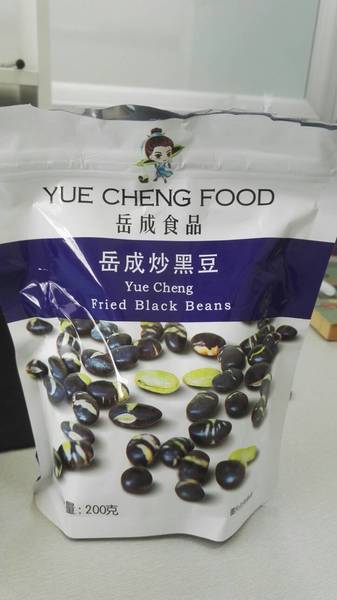 YUE CHENG FOOD
岳成食品
岳成炒黑豆
Yue Cheng
Fried Black Beans
量:200克